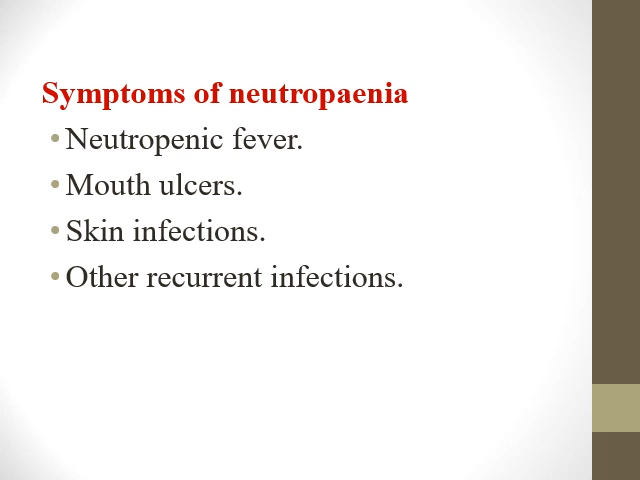 Symptoms of neutropaenia
• Neutropenic fever.
• Mouth ulcers.
• Skin infections.
• Other recurrent infections.